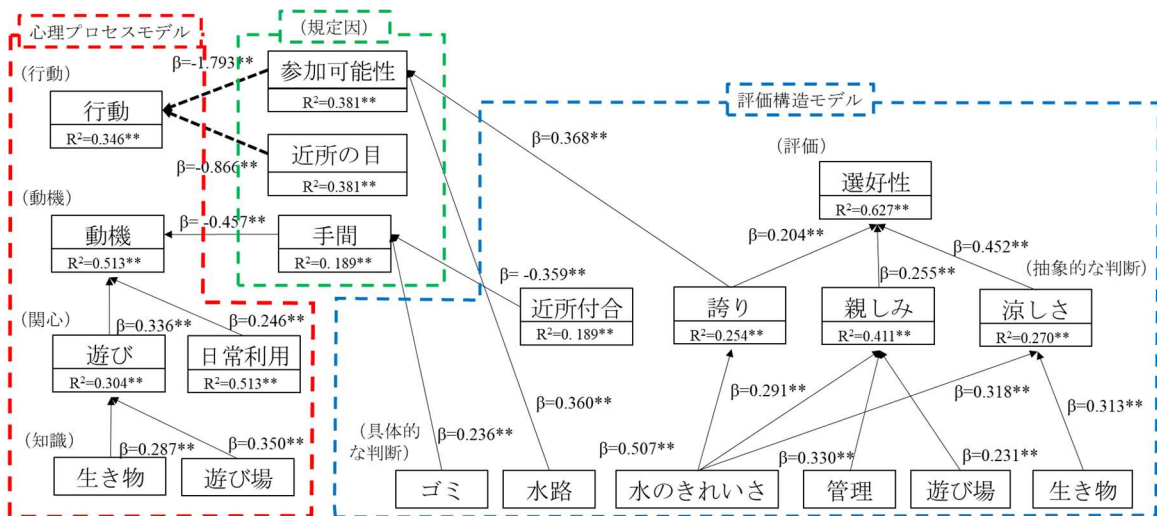 心理プロセスモデル
(規定因)
評価構造モデル
(行動)
β=-1.793**
参加可能性
R²=0.381**
行動
R²=0.346**
β=-0.866**
近所の目
R²=0.381**
β=0.368**
(評価)
選好性
R²=0.627**
(動機)
動機
R²=0.513**
β= -0.457**
手間
R²=0. 189**
β=0.204**
β=0.452**
β=0.255**
(抽象的な判断)
β= -0.359**
近所付合
R²=0. 189**
誇り
R²=0.254**
親しみ
R²=0.411**
涼しさ
R²=0.270**
(関心)
β=0.336**
β=0.246**
遊び
R²=0.304**
日常利用
R²=0.513**
β=0.291**
β=0.318**
β=0.313**
β=0.360**
(知識)
β=0.287**
β=0.350**
(具体的
な判断)
β=0.236**
β=0.507**
β=0.330**
β=0.231**
生き物
遊び場
ゴミ
水路
水のきれいさ
管理
遊び場
生き物